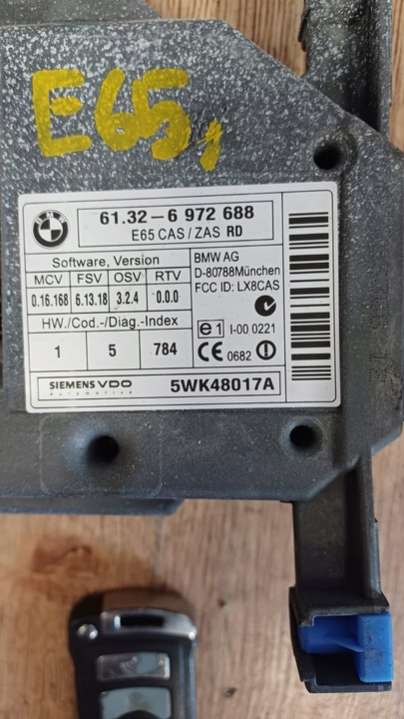 E65,
BMW
61.32-6 972 688
E65 CAS / ZAS RD
Software, Version
MCV FSV OSV RTV
0.16.168 6.13.18 3.2.4 0.0.0
HW./Cod.-/Diag.-Index
1 5 784
BMW AG
D-80788München
FCC ID: LX8CAS
e1 I-00 0221
CE 0682
SIEMENS VDO
AUTOMOTIVE
5WK48017A